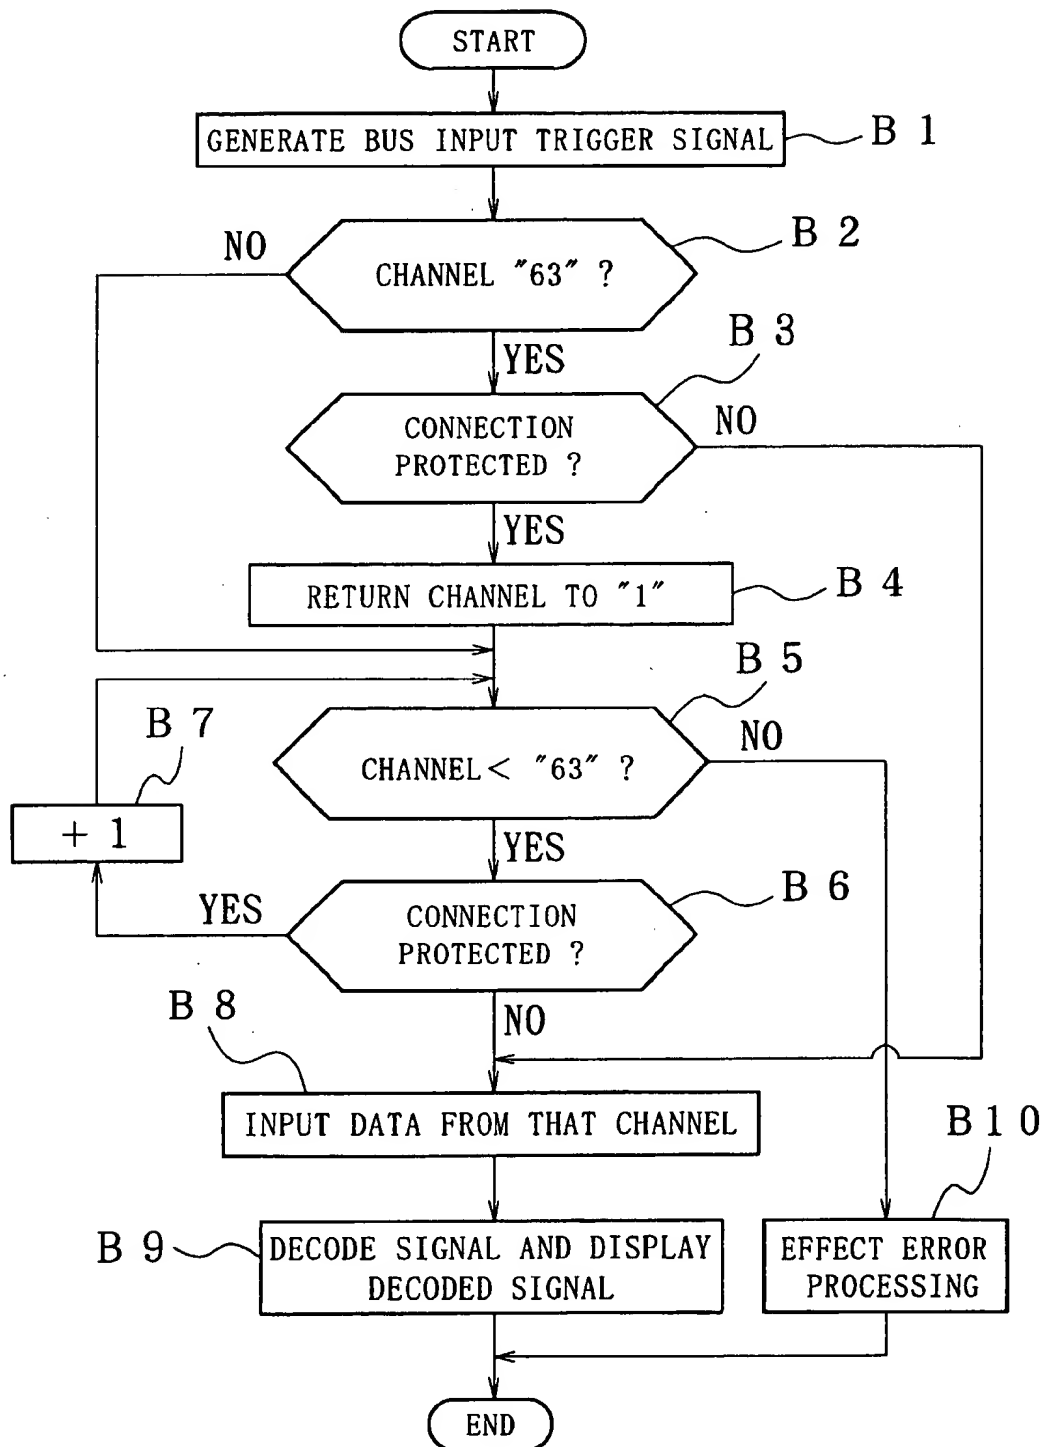 START
GENERATE BUS INPUT TRIGGER SIGNAL
B 1
B 2
NO
CHANNEL "63" ?
B 3
YES
CONNECTION
PROTECTED ?
NO
YES
RETURN CHANNEL TO "1"
B 4
B 5
B 7
NO
CHANNEL < "63" ?
+ 1
YES
B 6
YES
CONNECTION
PROTECTED ?
B 8
NO
INPUT DATA FROM THAT CHANNEL
B 1 0
B 9
DECODE SIGNAL AND DISPLAY
DECODED SIGNAL
EFFECT ERROR
PROCESSING
END